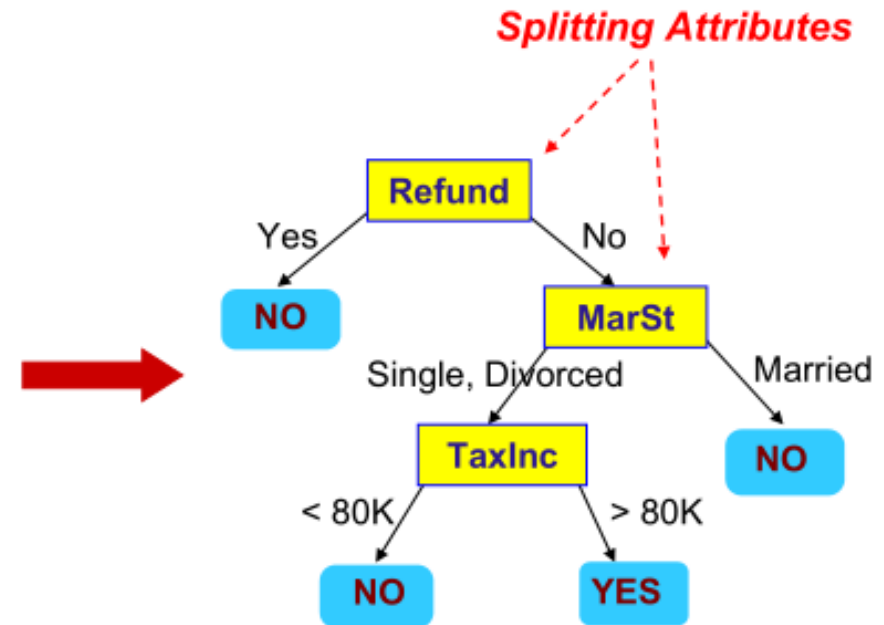 Splitting Attributes
Refund
Yes
No
NO
MarSt
Single, Divorced
Married
TaxInc
NO
< 80K
> 80K
NO
YES